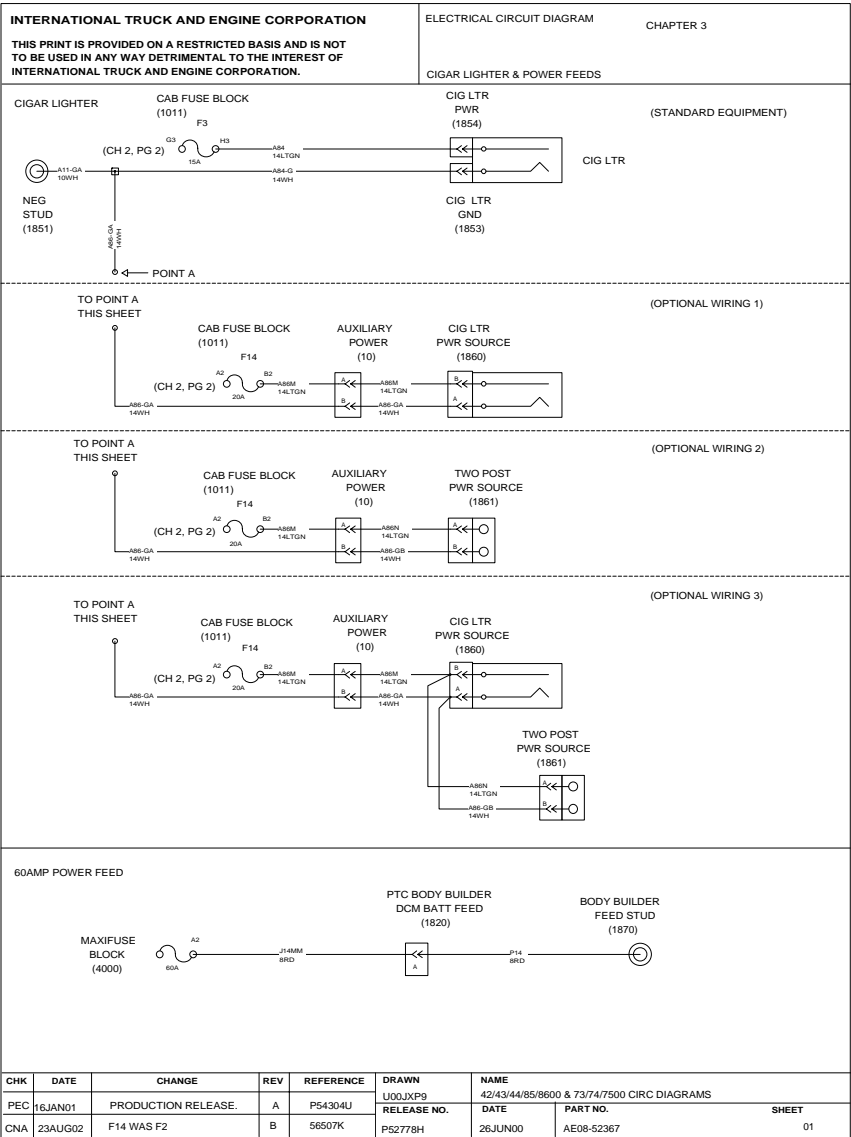 INTERNATIONAL TRUCK AND ENGINE CORPORATION
THIS PRINT IS PROVIDED ON A RESTRICTED BASIS AND IS NOT
TO BE USED IN ANY WAY DETRIMENTAL TO THE INTEREST OF
INTERNATIONAL TRUCK AND ENGINE CORPORATION.
ELECTRICAL CIRCUIT DIAGRAM
CHAPTER 3
CIGAR LIGHTER & POWER FEEDS
CIGAR LIGHTER
CAB FUSE BLOCK
(1011)
F3
CIG LTR
PWR
(1854)
(STANDARD EQUIPMENT)
(CH 2, PG 2)
G3
H3
15A
A84
14LTGN
CIG LTR
A11-GA
10WH
A84-G
14WH
NEG
STUD
(1851)
CIG LTR
GND
(1853)
A86-GA
14WH
POINT A
TO POINT A
THIS SHEET
(OPTIONAL WIRING 1)
CAB FUSE BLOCK
(1011)
F14
AUXILIARY
POWER
(10)
CIG LTR
PWR SOURCE
(1860)
(CH 2, PG 2)
A2
B2
20A
A86M
14LTGN
A
A86M
14LTGN
B
A86-GA
14WH
B
A86-GA
14WH
A
TO POINT A
THIS SHEET
(OPTIONAL WIRING 2)
CAB FUSE BLOCK
(1011)
F14
AUXILIARY
POWER
(10)
TWO POST
PWR SOURCE
(1861)
(CH 2, PG 2)
A2
B2
20A
A86M
14LTGN
A
A86N
14LTGN
A
A86-GA
14WH
B
A86-GB
14WH
B
TO POINT A
THIS SHEET
(OPTIONAL WIRING 3)
CAB FUSE BLOCK
(1011)
F14
AUXILIARY
POWER
(10)
CIG LTR
PWR SOURCE
(1860)
(CH 2, PG 2)
A2
B2
20A
A86M
14LTGN
A
A86M
14LTGN
B
A86-GA
14WH
B
A86-GA
14WH
A
TWO POST
PWR SOURCE
(1861)
A86N
14LTGN
A
A86-GB
14WH
B
60AMP POWER FEED
PTC BODY BUILDER
DCM BATT FEED
(1820)
BODY BUILDER
FEED STUD
(1870)
MAXIFUSE
BLOCK
(4000)
A2
60A
J14MM
8RD
A
P14
8RD
CHK DATE CHANGE REV REFERENCE
PEC 16JAN01 PRODUCTION RELEASE. A P54304U
CNA 23AUG02 F14 WAS F2 B 56507K
DRAWN
U00JXP9
NAME
42/43/44/85/8600 & 73/74/7500 CIRC DIAGRAMS
RELEASE NO. DATE PART NO. SHEET
P52778H 26JUN00 AE08-52367 01